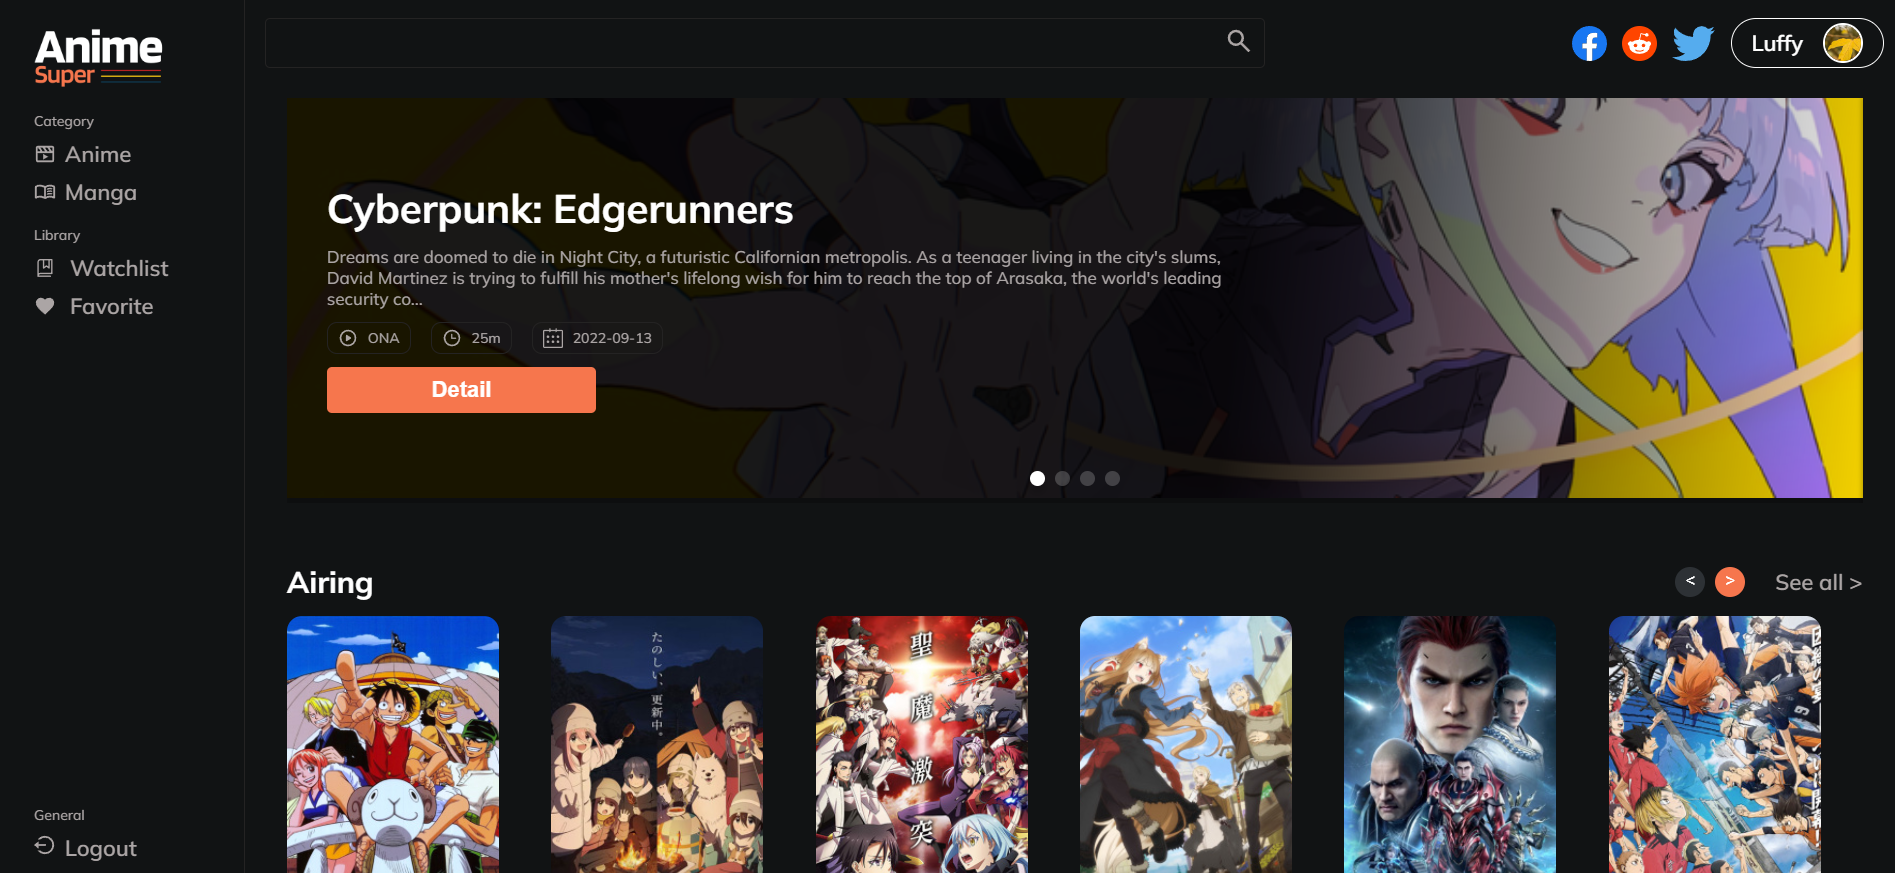 Anime
Super
Luffy
Category
Anime
Manga
Library
Watchlist
Favorite
Cyberpunk: Edgerunners
Dreams are doomed to die in Night City, a futuristic Californian metropolis. As a teenager living in the city's slums,
David Martinez is trying to fulfill his mother's lifelong wish for him to reach the top of Arasaka, the world's leading
security co...
ONA
25m
2022-09-13
Detail
Airing
<
>
See all >
たのしい、更新中。
聖魔激突
General
Logout